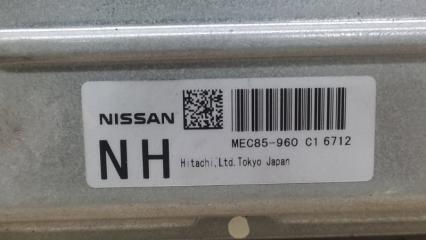 NISSAN
MEC85-960 C1 6712
NH
Hitachi,Ltd.Tokyo Japan